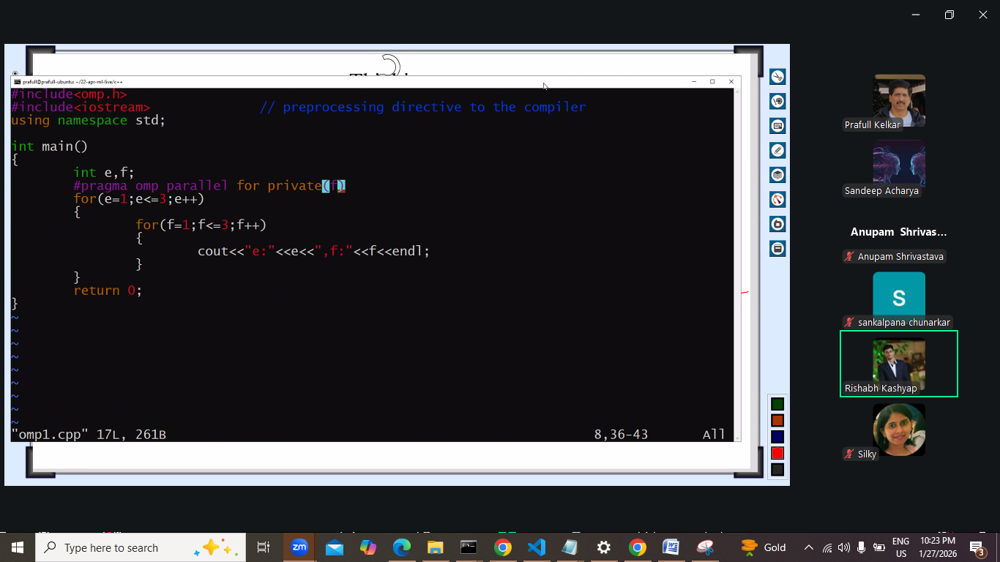 prafull@prafull-ubuntu: ~/22-apr-ml-live/c++
#include<omp.h>
#include<iostream> // preprocessing directive to the compiler
using namespace std;
int main()
{
int e,f;
#pragma omp parallel for private(f)
for(e=1;e<=3;e++)
{
for(f=1;f<=3;f++)
{
cout<<"e:"<<e<<",f:"<<f<<endl;
}
}
return 0;
}
~
~
~
~
~
~
~
~
~
"omp1.cpp" 17L, 261B 8,36-43 All
Prafull Kelkar
Sandeep Acharya
Anupam Shrivas...
Anupam Shrivastava
S
sankalpana chunarkar
Rishabh Kashyap
Silky
Type here to search
zm
Gold
ENG
US
10:23 PM
1/27/2026
3